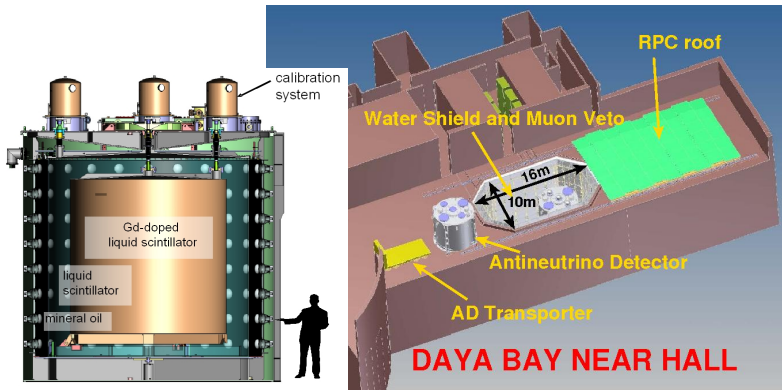 calibration
system
Gd-doped
liquid scintillator
liquid
scintillator
mineral oil
RPC roof
Water Shield and Muon Veto
16m
10m
Antineutrino Detector
AD Transporter
DAYA BAY NEAR HALL